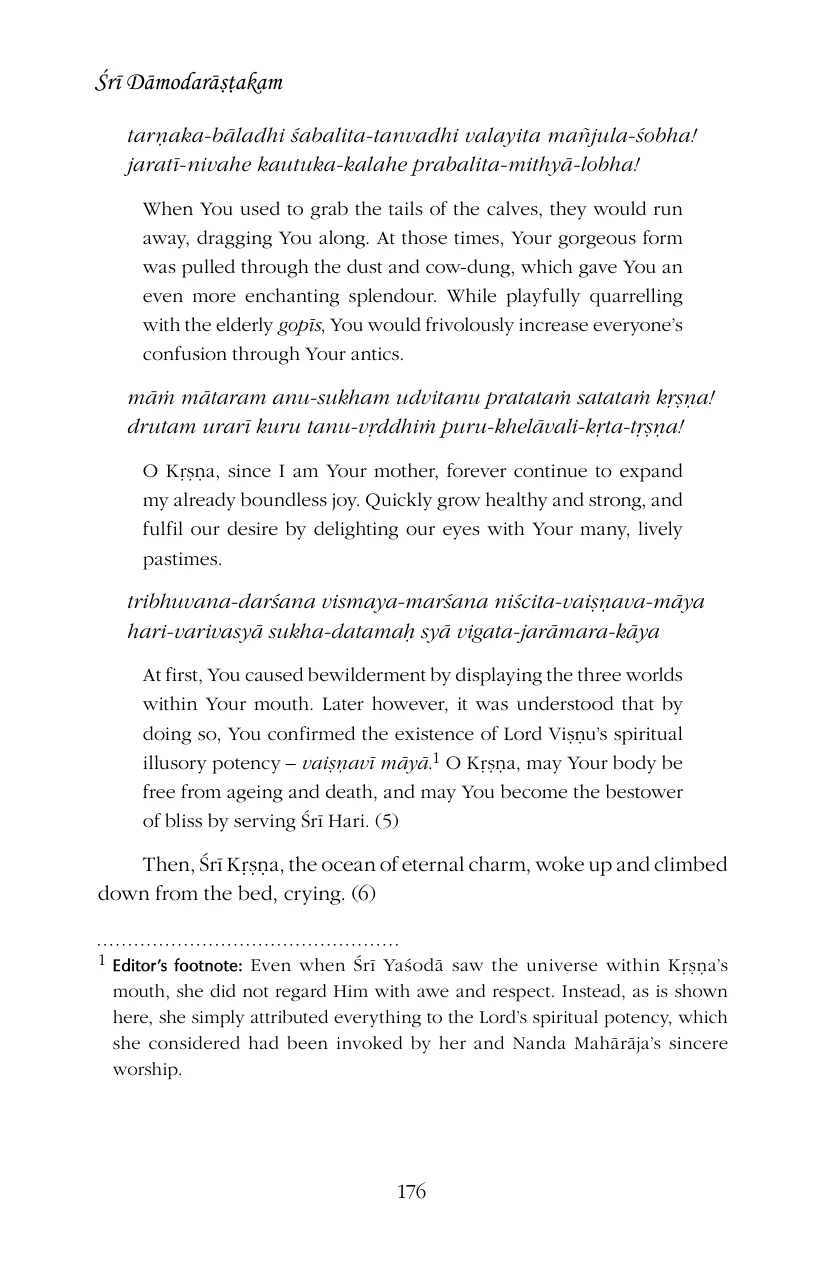 Śrī Dāmodarāṣṭakam
tarṇaka-bāladhi śabalita-tanvadhi valayita mañjula-śobha!
jaratī-nivahe kautuka-kalahe prabalita-mithyā-lobha!
When You used to grab the tails of the calves, they would run
away, dragging You along. At those times, Your gorgeous form
was pulled through the dust and cow-dung, which gave You an
even more enchanting splendour. While playfully quarrelling
with the elderly gopīs, You would frivolously increase everyone’s
confusion through Your antics.
māṁ mātaram anu-sukham udvitanu pratataṁ satataṁ kṛṣṇa!
drutam urarī kuru tanu-vṛddhiṁ puru-khelāvali-kṛta-tṛṣṇa!
O Kṛṣṇa, since I am Your mother, forever continue to expand
my already boundless joy. Quickly grow healthy and strong, and
fulfil our desire by delighting our eyes with Your many, lively
pastimes.
tribhuvana-darśana vismaya-marśana niścita-vaiṣṇava-māya
hari-varivasyā sukha-datamaḥ syā vigata-jarāmara-kāya
At first, You caused bewilderment by displaying the three worlds
within Your mouth. Later however, it was understood that by
doing so, You confirmed the existence of Lord Viṣṇu’s spiritual
illusory potency – vaiṣṇavī māyā.1 O Kṛṣṇa, may Your body be
free from ageing and death, and may You become the bestower
of bliss by serving Śrī Hari. (5)
Then, Śrī Kṛṣṇa, the ocean of eternal charm, woke up and climbed
down from the bed, crying. (6)
1 Editor’s footnote: Even when Śrī Yaśodā saw the universe within Kṛṣṇa’s
mouth, she did not regard Him with awe and respect. Instead, as is shown
here, she simply attributed everything to the Lord’s spiritual potency, which
she considered had been invoked by her and Nanda Mahārāja’s sincere
worship.
176